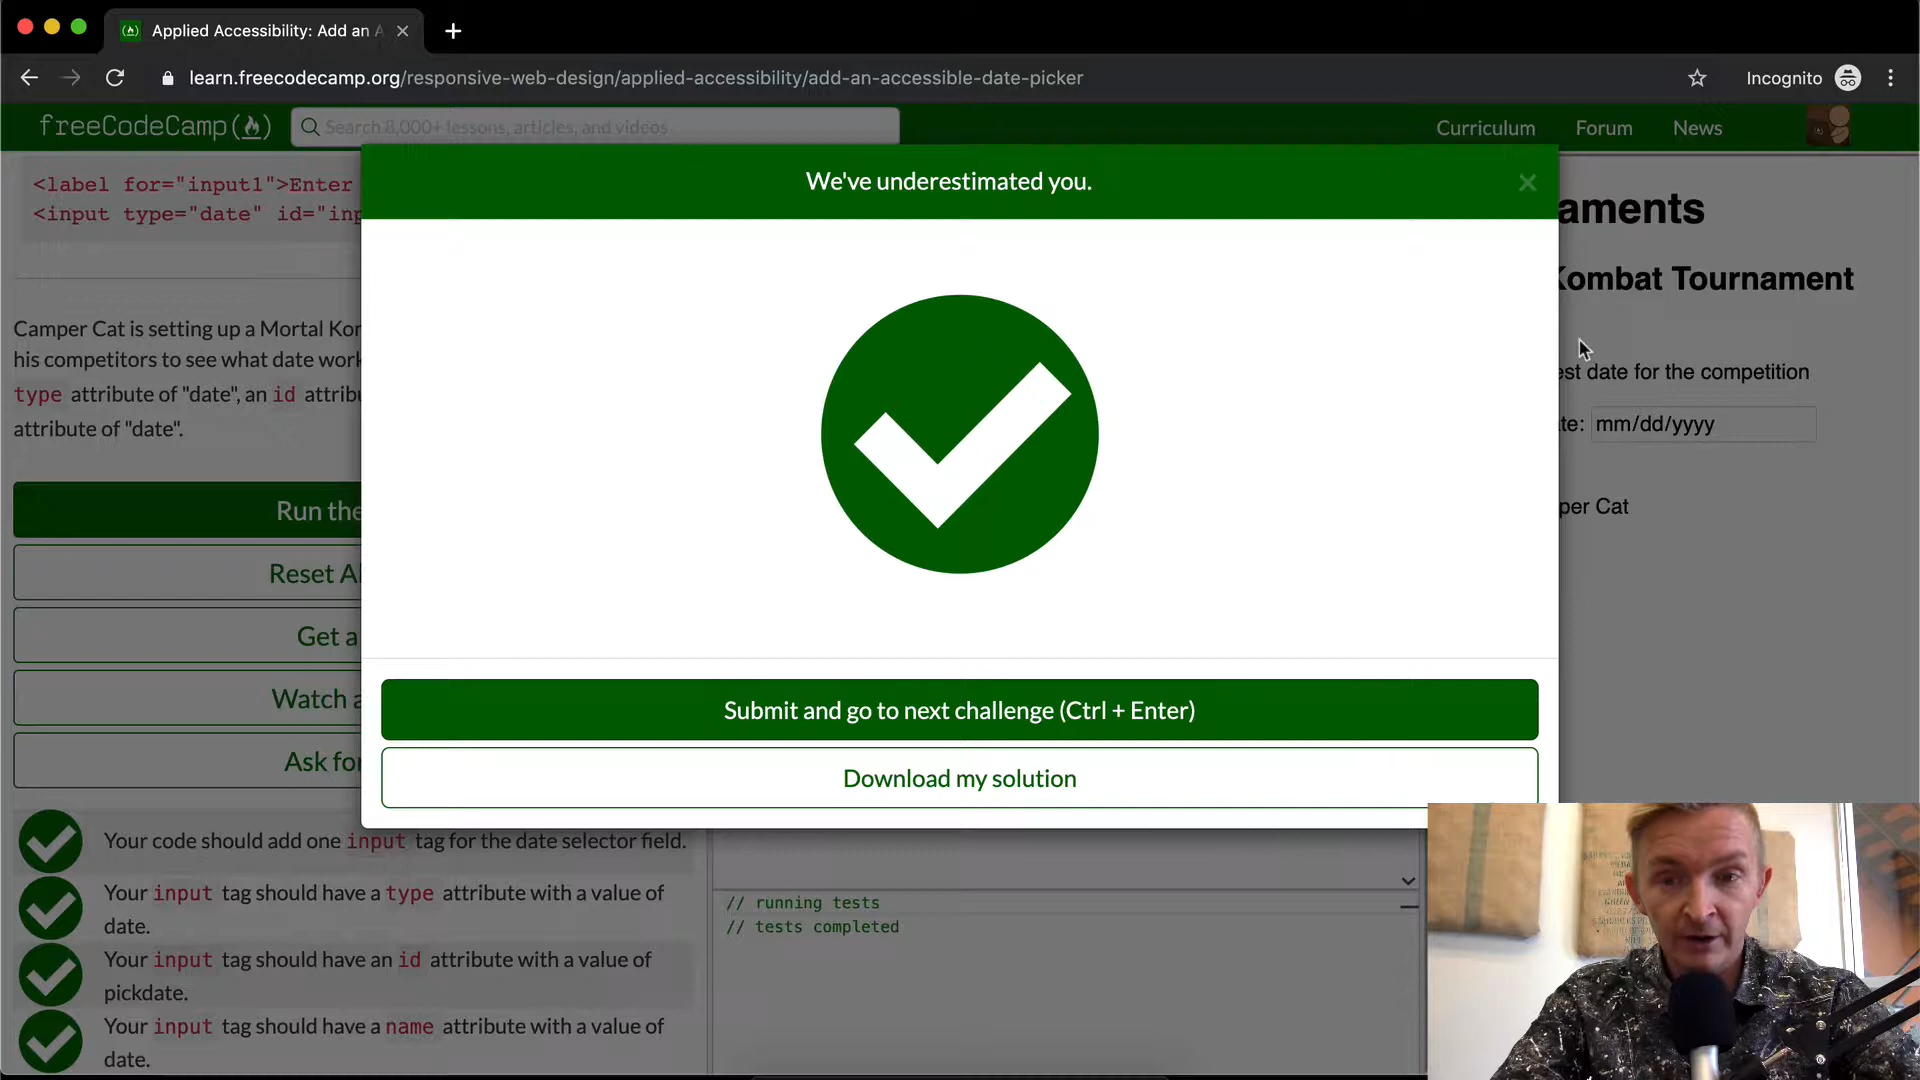 Applied Accessibility: Add an A
learn.freecodecamp.org/responsive-web-design/applied-accessibility/add-an-accessible-date-picker
Incognito
freeCodeCamp
Search 8,000+ lessons, articles, and videos
Curriculum
Forum
News
<label for="input1">Enter
<input type="date" id="inp
We've underestimated you.
aments
Kombat Tournament
Camper Cat is setting up a Mortal Kor
his competitors to see what date work
type attribute of "date", an id attribu
attribute of "date".
est date for the competition
te: mm/dd/yyyy
per Cat
Run the
Reset Al
Get a
Watch a
Ask for
Submit and go to next challenge (Ctrl + Enter)
Download my solution
Your code should add one input tag for the date selector field.
Your input tag should have a type attribute with a value of
date.
Your input tag should have an id attribute with a value of
pickdate.
Your input tag should have a name attribute with a value of
date.
// running tests
// tests completed